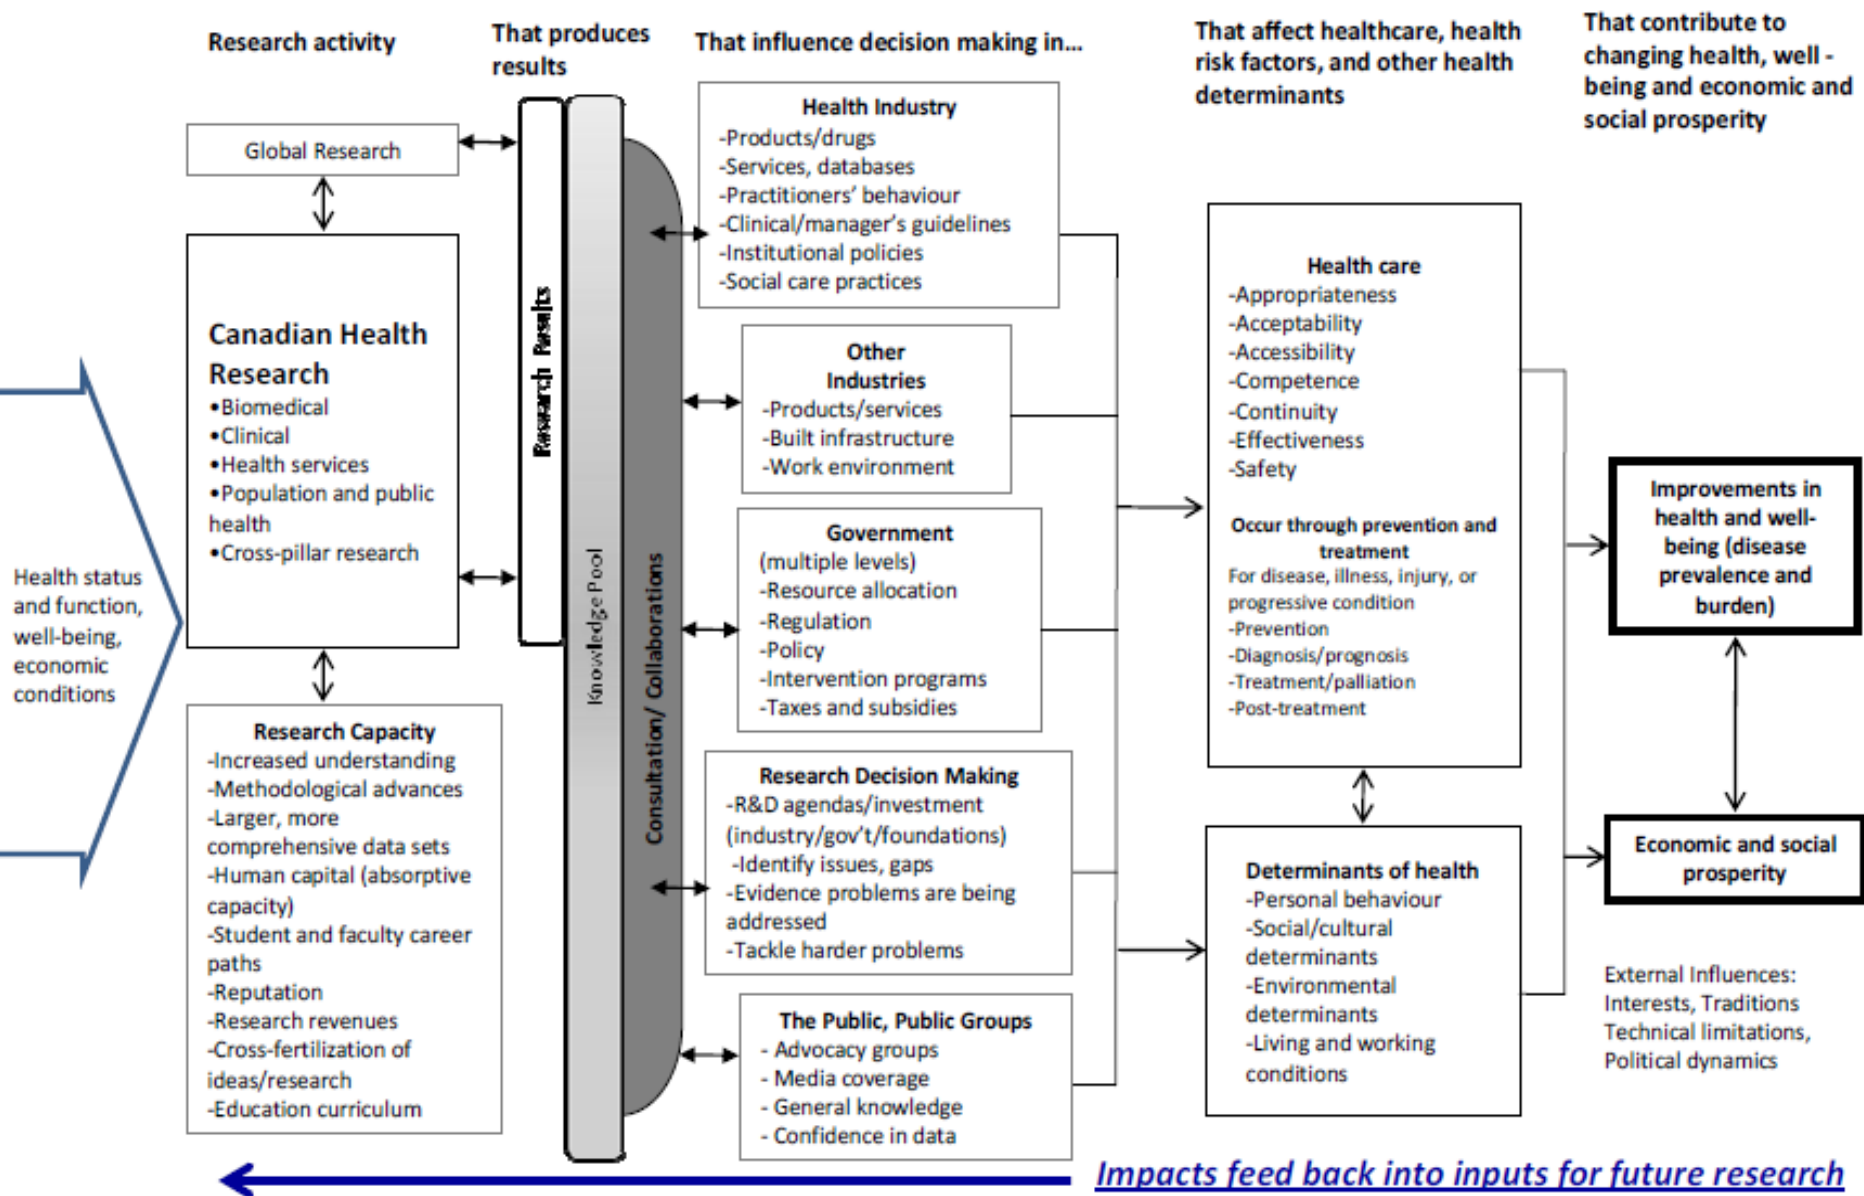 Research activity
That produces
results
That influence decision making in...
That affect healthcare, health
risk factors, and other health
determinants
That contribute to
changing health, well -
being and economic and
social prosperity
Health status
and function,
well-being,
economic
conditions
Global Research
Canadian Health
Research
•Biomedical
•Clinical
•Health services
•Population and public
health
•Cross-pillar research
Research Capacity
-Increased understanding
-Methodological advances
-Larger, more
comprehensive data sets
-Human capital (absorptive
capacity)
-Student and faculty career
paths
-Reputation
-Research revenues
-Cross-fertilization of
ideas/research
-Education curriculum
Research Results
Knowledge Pool
Consultation/ Collaborations
Health Industry
-Products/drugs
-Services, databases
-Practitioners' behaviour
-Clinical/manager's guidelines
-Institutional policies
-Social care practices
Other
Industries
-Products/services
-Built infrastructure
-Work environment
Government
(multiple levels)
-Resource allocation
-Regulation
-Policy
-Intervention programs
-Taxes and subsidies
Research Decision Making
-R&D agendas/investment
(industry/gov't/foundations)
-Identify issues, gaps
-Evidence problems are being
addressed
-Tackle harder problems
The Public, Public Groups
- Advocacy groups
- Media coverage
- General knowledge
- Confidence in data
Health care
-Appropriateness
-Acceptability
-Accessibility
-Competence
-Continuity
-Effectiveness
-Safety
Occur through prevention and
treatment
For disease, illness, injury, or
progressive condition
-Prevention
-Diagnosis/prognosis
-Treatment/palliation
-Post-treatment
Determinants of health
-Personal behaviour
-Social/cultural
determinants
-Environmental
determinants
-Living and working
conditions
Improvements in
health and well-
being (disease
prevalence and
burden)
Economic and social
prosperity
External Influences:
Interests, Traditions
Technical limitations,
Political dynamics
Impacts feed back into inputs for future research